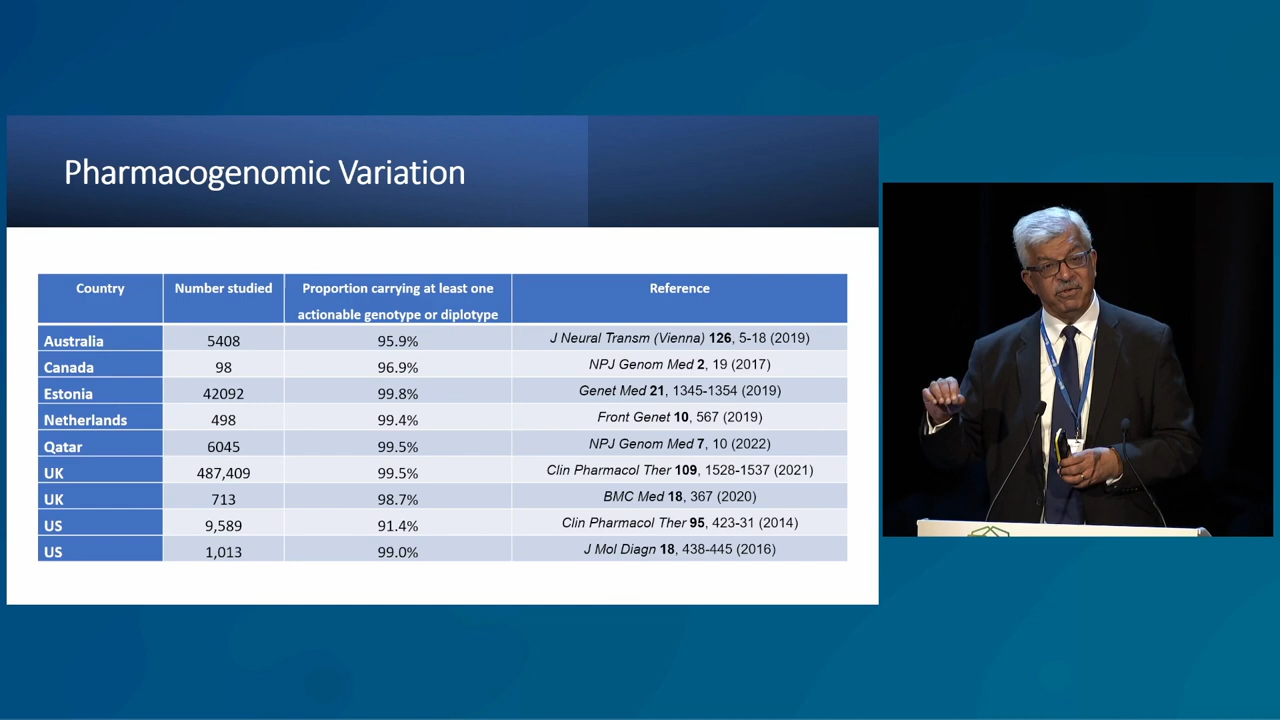 Pharmacogenomic Variation
Country Number studied Proportion carrying at least one actionable genotype or diplotype Reference
Australia 5408 95.9% J Neural Transm (Vienna) 126, 5-18 (2019)
Canada 98 96.9% NPJ Genom Med 2, 19 (2017)
Estonia 42092 99.8% Genet Med 21, 1345-1354 (2019)
Netherlands 498 99.4% Front Genet 10, 567 (2019)
Qatar 6045 99.5% NPJ Genom Med 7, 10 (2022)
UK 487,409 99.5% Clin Pharmacol Ther 109, 1528-1537 (2021)
UK 713 98.7% BMC Med 18, 367 (2020)
US 9,589 91.4% Clin Pharmacol Ther 95, 423-31 (2014)
US 1,013 99.0% J Mol Diagn 18, 438-445 (2016)